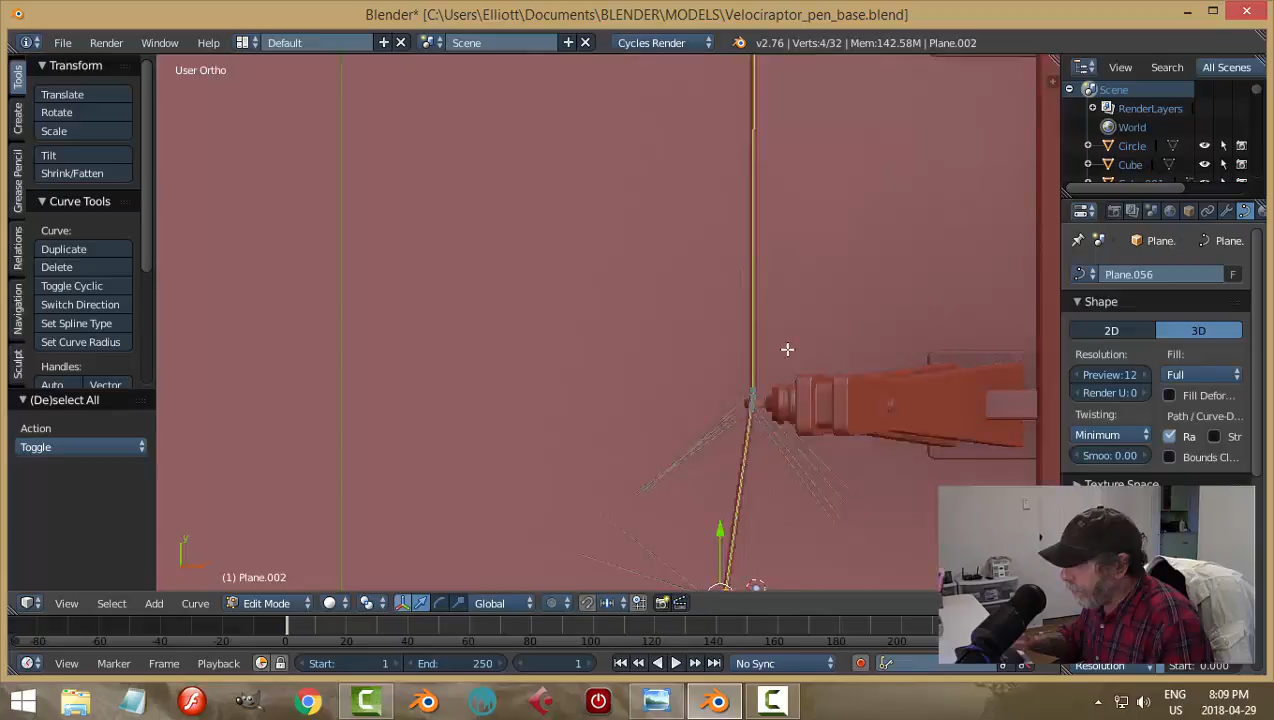 Blender* [C:\Users\Elliott\Documents\BLENDER\MODELS\Velociraptor_pen_base.blend]
File Render Window Help Default Scene Cycles Render v2.76 | Verts:4/32 | Mem:142.58M | Plane.002
Tools
Create
Grease Pencil
Relations
Navigation
Sculpt
Transform
Translate
Rotate
Scale
Tilt
Shrink/Fatten
Curve Tools
Curve:
Duplicate
Delete
Toggle Cyclic
Switch Direction
Set Spline Type
Set Curve Radius
Handles:
Auto Vector
(De)select All
Action
Toggle
User Ortho
y
(1) Plane.002
View Search All Scenes
Scene
RenderLayers
World
Circle
Cube
Plane. Plane.
Plane.056 F
Shape
2D 3D
Resolution: Fill:
Preview:12 Full
Render U: 0 Fill Defor...
Twisting: Path / Curve-D...
Minimum Ra Str
Smoo: 0.00 Bounds Cl...
View Select Add Curve Edit Mode Global
-80 -60 -40 -20 0 20 40 60 80 100 120 140 160 180 200
View Marker Frame Playback Start: 1 End: 250 1 No Sync
Resolution Start: 0.000
ENG
US
8:09 PM
2018-04-29